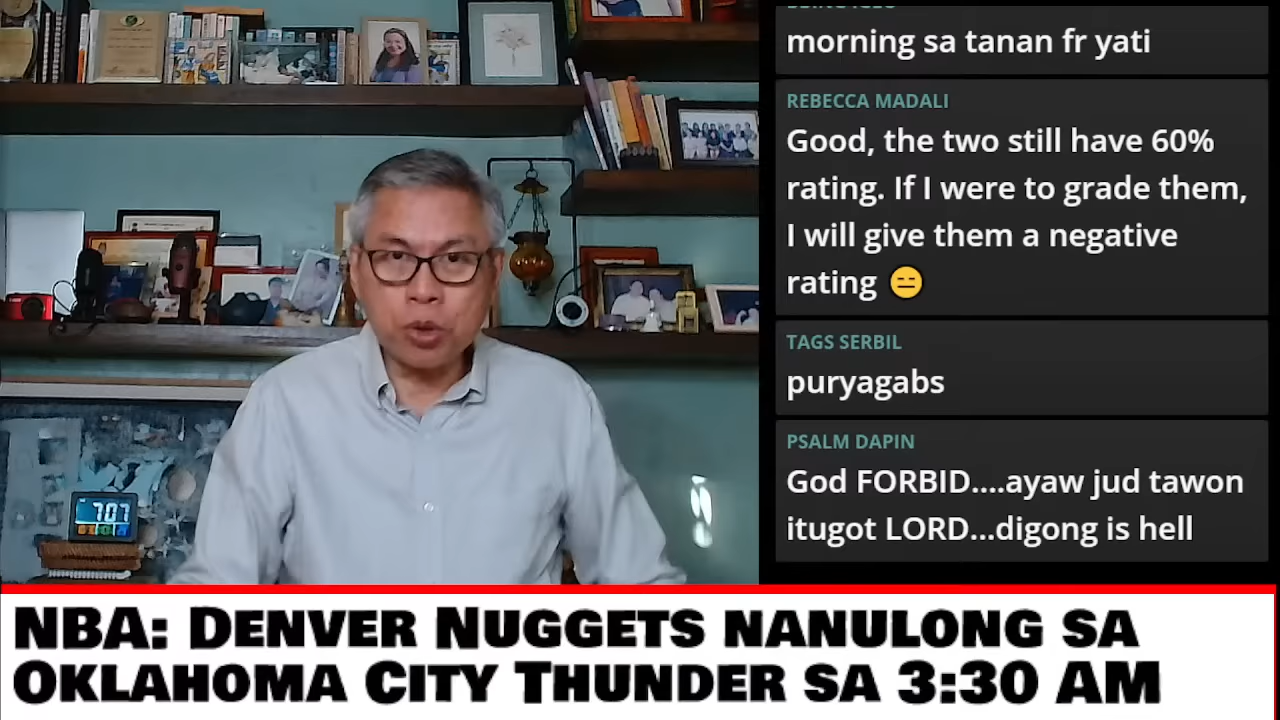 morning sa tanan fr yati
REBECCA MADALI
Good, the two still have 60%
rating. If I were to grade them,
I will give them a negative
rating 😑
TAGS SERBIL
puryagabs
PSALM DAPIN
God FORBID....ayaw jud tawon
itugot LORD...digong is hell
707
NBA: DENVER NUGGETS NANULONG SA
OKLAHOMA CITY THUNDER SA 3:30 AM